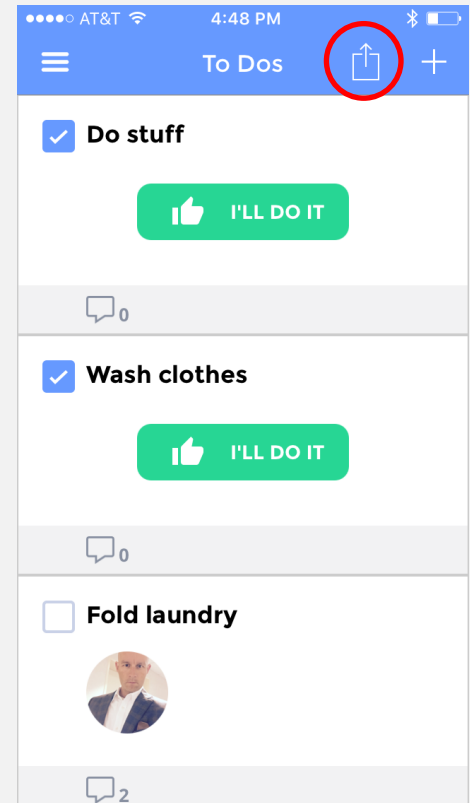 AT&T 4:48 PM
To Dos
Do stuff
I'LL DO IT
0
Wash clothes
I'LL DO IT
0
Fold laundry
2